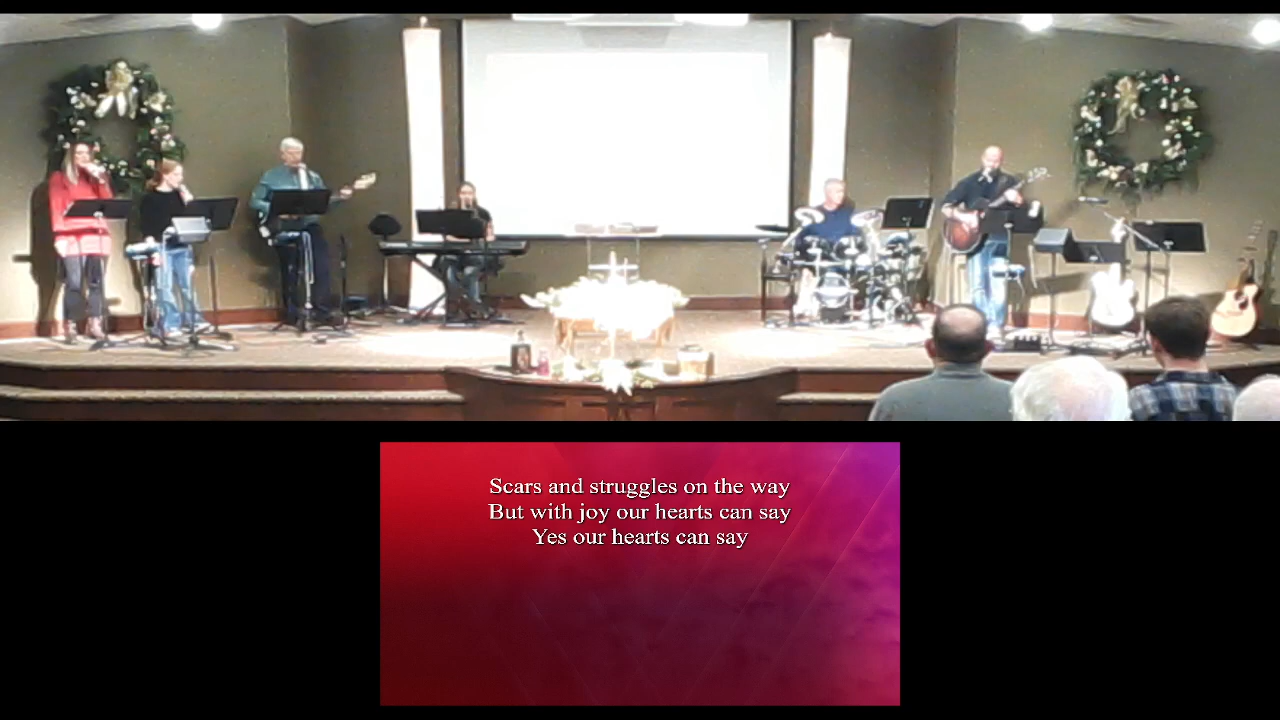 Scars and struggles on the way
But with joy our hearts can say
Yes our hearts can say